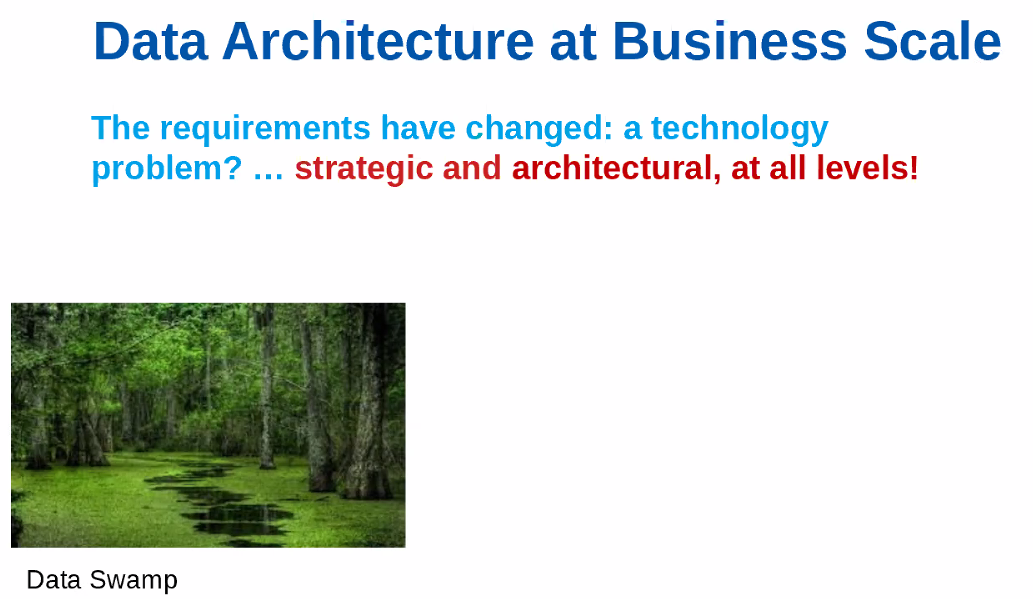 Data Architecture at Business Scale
The requirements have changed: a technology
problem? … strategic and architectural, at all levels!
Data Swamp